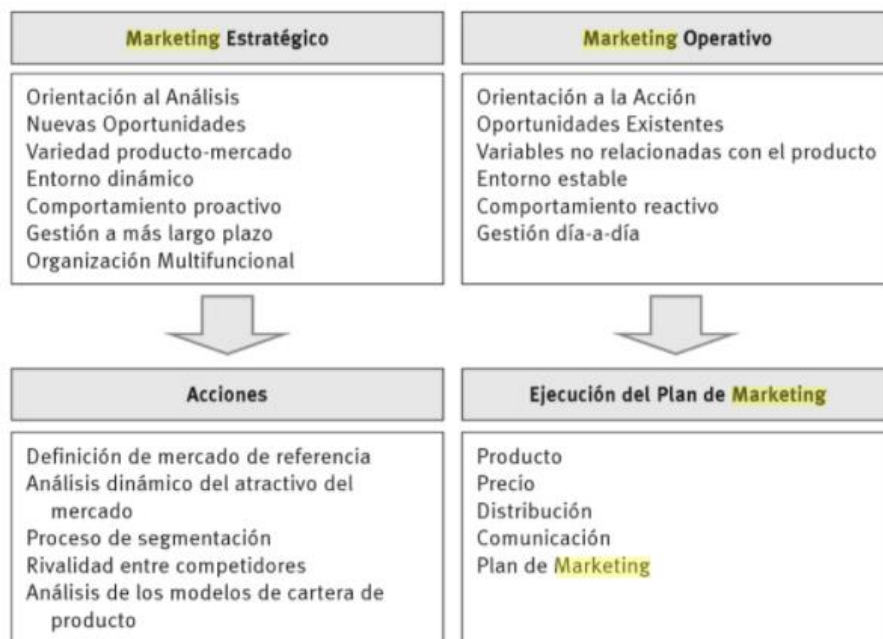 Marketing Estratégico
Orientación al Análisis
Nuevas Oportunidades
Variedad producto-mercado
Entorno dinámico
Comportamiento proactivo
Gestión a más largo plazo
Organización Multifuncional
Marketing Operativo
Orientación a la Acción
Oportunidades Existentes
Variables no relacionadas con el producto
Entorno estable
Comportamiento reactivo
Gestión día-a-día
Acciones
Definición de mercado de referencia
Análisis dinámico del atractivo del
mercado
Proceso de segmentación
Rivalidad entre competidores
Análisis de los modelos de cartera de
producto
Ejecución del Plan de Marketing
Producto
Precio
Distribución
Comunicación
Plan de Marketing